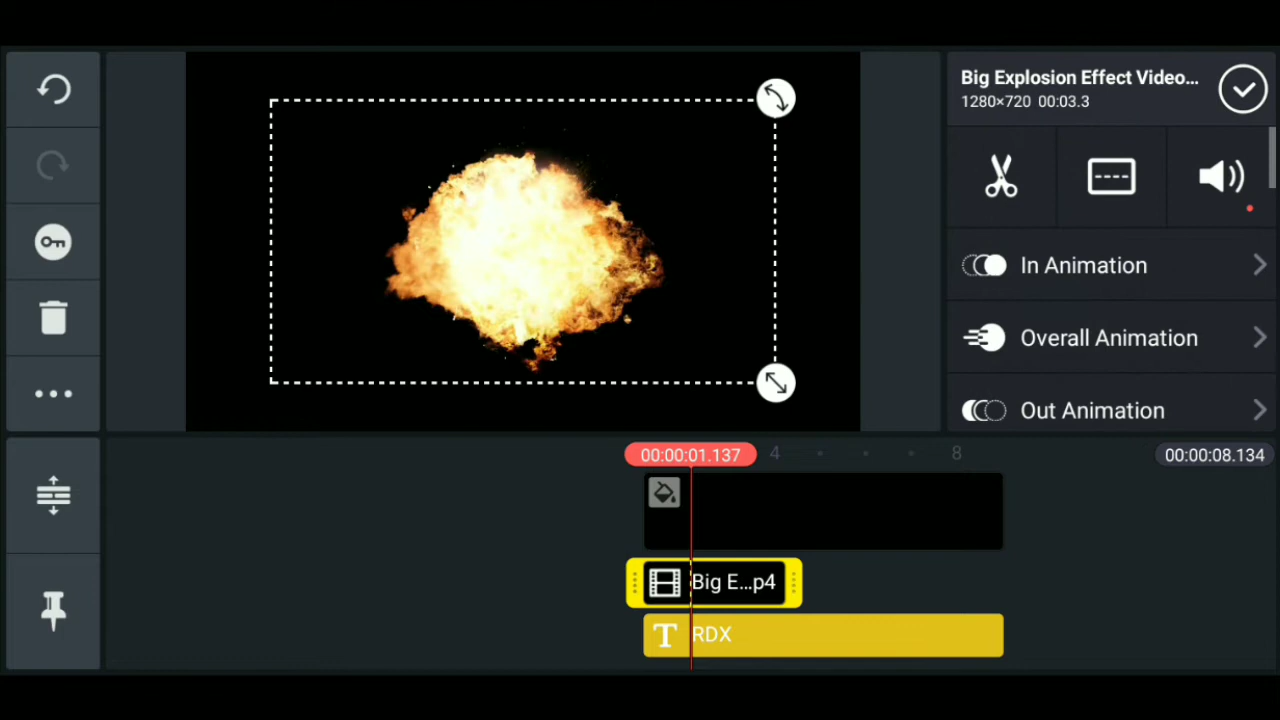 Big Explosion Effect Video...
1280×720 00:03.3
In Animation
Overall Animation
Out Animation
00:00:01.137 4 8 00:00:08.134
Big E...p4
T RDX